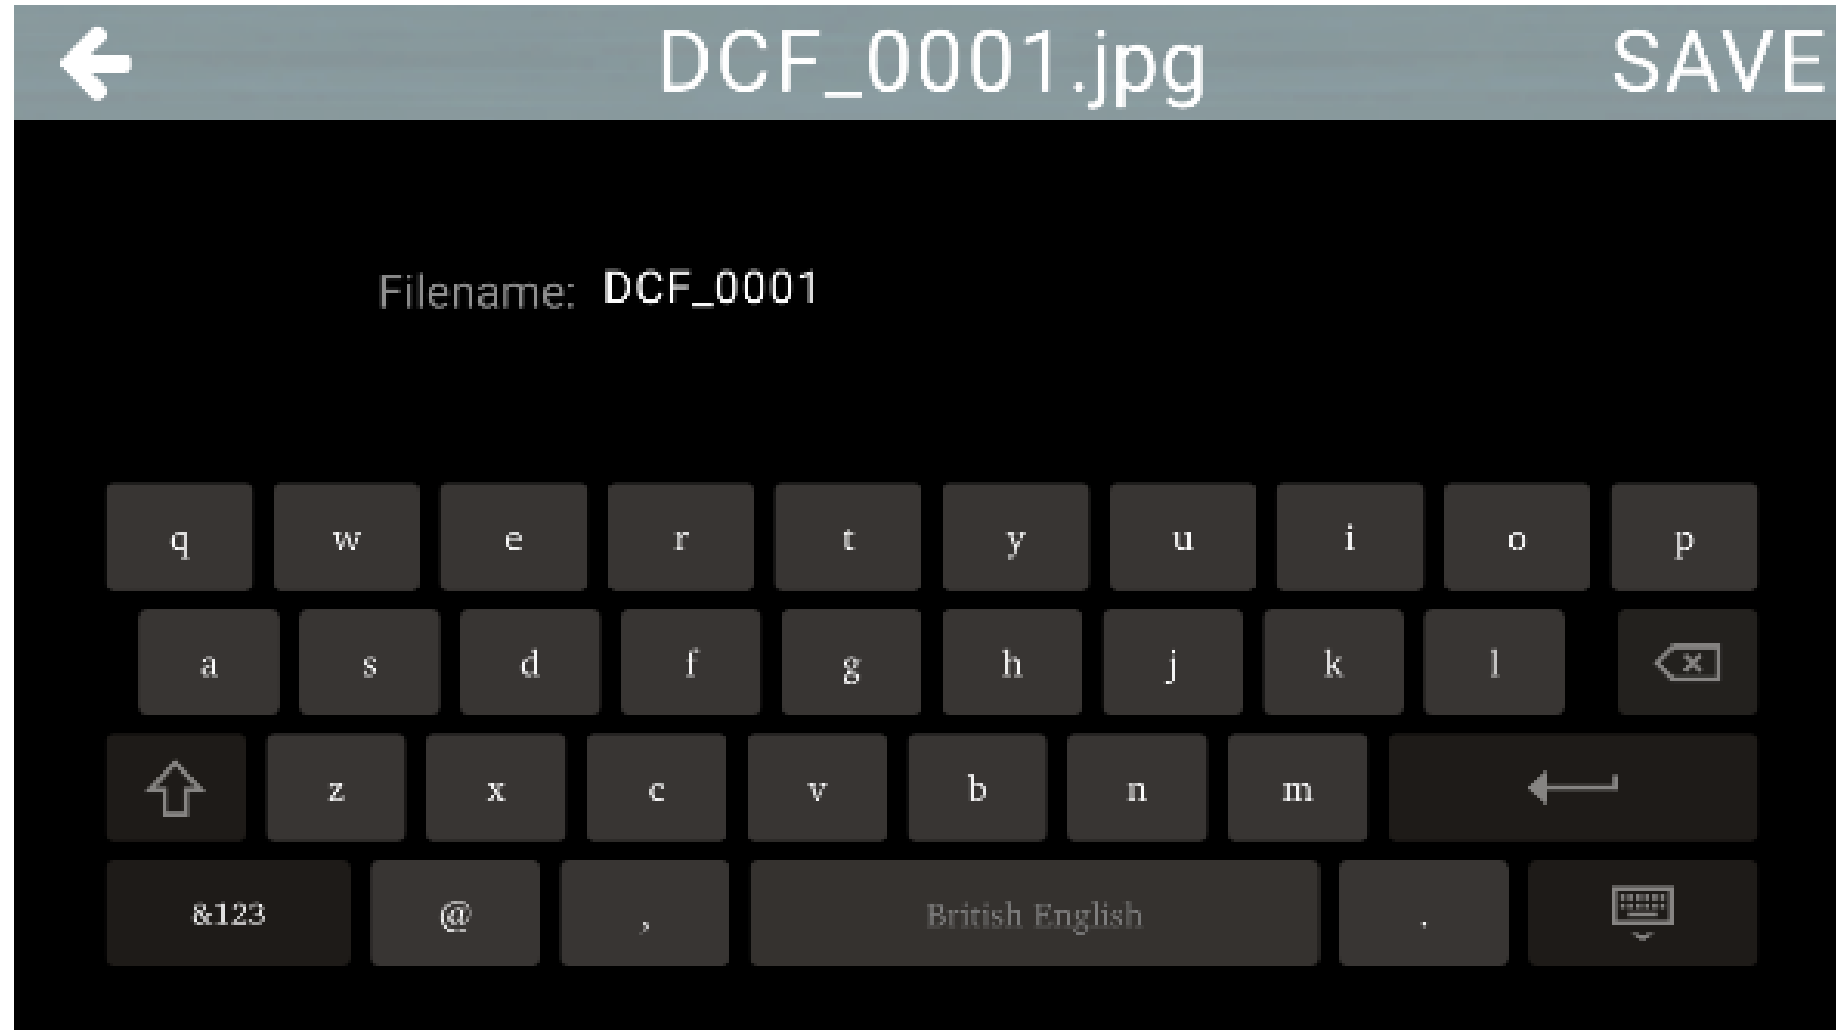 DCF_0001.jpg SAVE
Filename: DCF_0001
q w e r t y u i o p
a s d f g h j k l
z x c v b n m
&123 @ , British English .